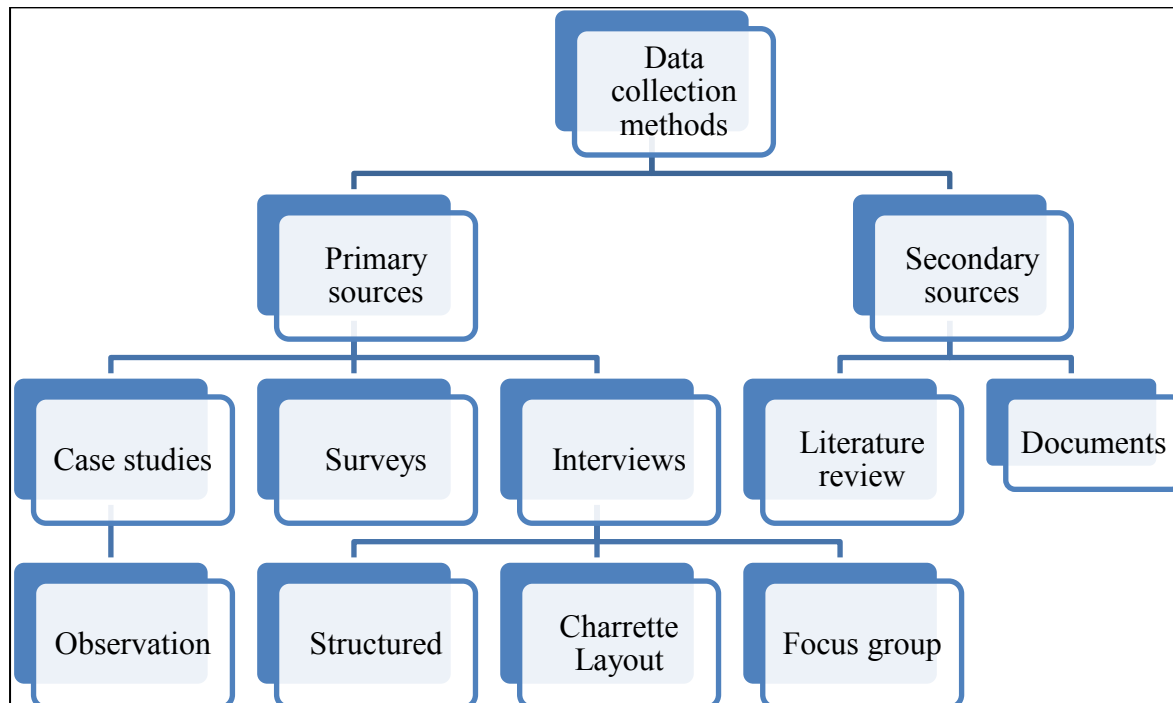 Data
collection
methods
Primary
sources
Secondary
sources
Case studies
Surveys
Interviews
Literature
review
Documents
Observation
Structured
Charrette
Layout
Focus group